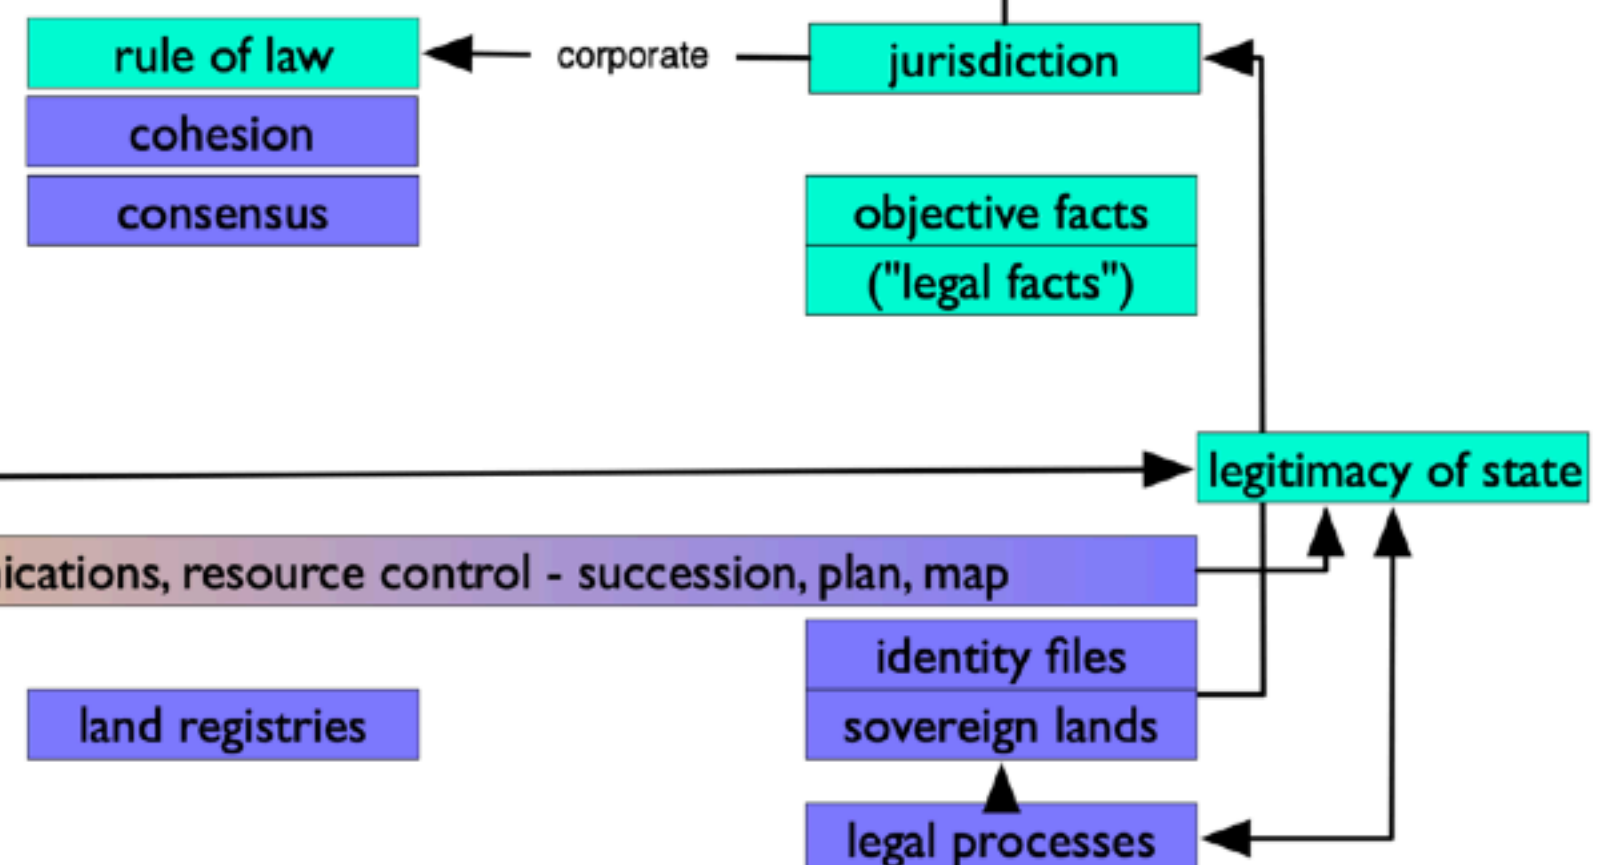 rule of law
corporate
jurisdiction
cohesion
consensus
objective facts
("legal facts")
legitimacy of state
resource control - succession, plan, map
identity files
sovereign lands
land registries
legal processes